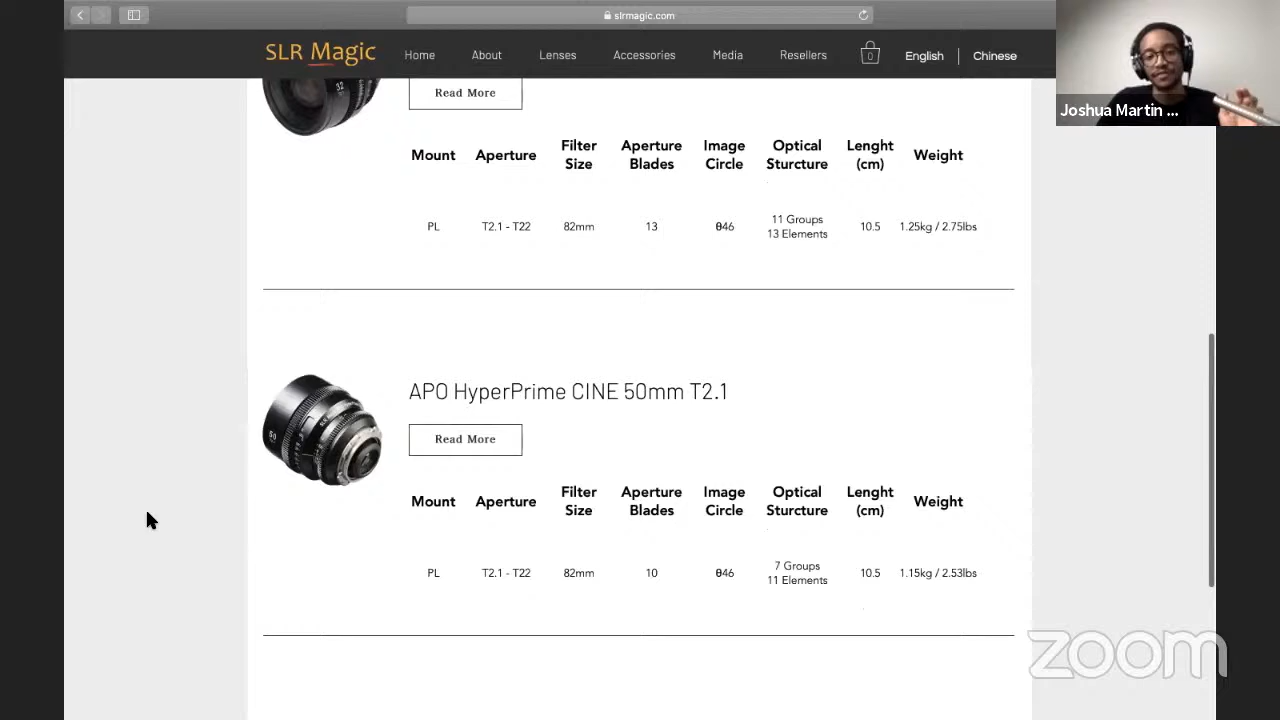 slrmagic.com
SLR Magic
Home About Lenses Accessories Media Resellers 0 English | Chinese
Joshua Martin ...
32
Read More
Mount Aperture Filter Size Aperture Blades Image Circle Optical Sturcture Lenght (cm) Weight
PL T2.1 - T22 82mm 13 θ46 11 Groups 13 Elements 10.5 1.25kg / 2.75lbs
APO HyperPrime CINE 50mm T2.1
50
Read More
Mount Aperture Filter Size Aperture Blades Image Circle Optical Sturcture Lenght (cm) Weight
PL T2.1 - T22 82mm 10 θ46 7 Groups 11 Elements 10.5 1.15kg / 2.53lbs
zoom